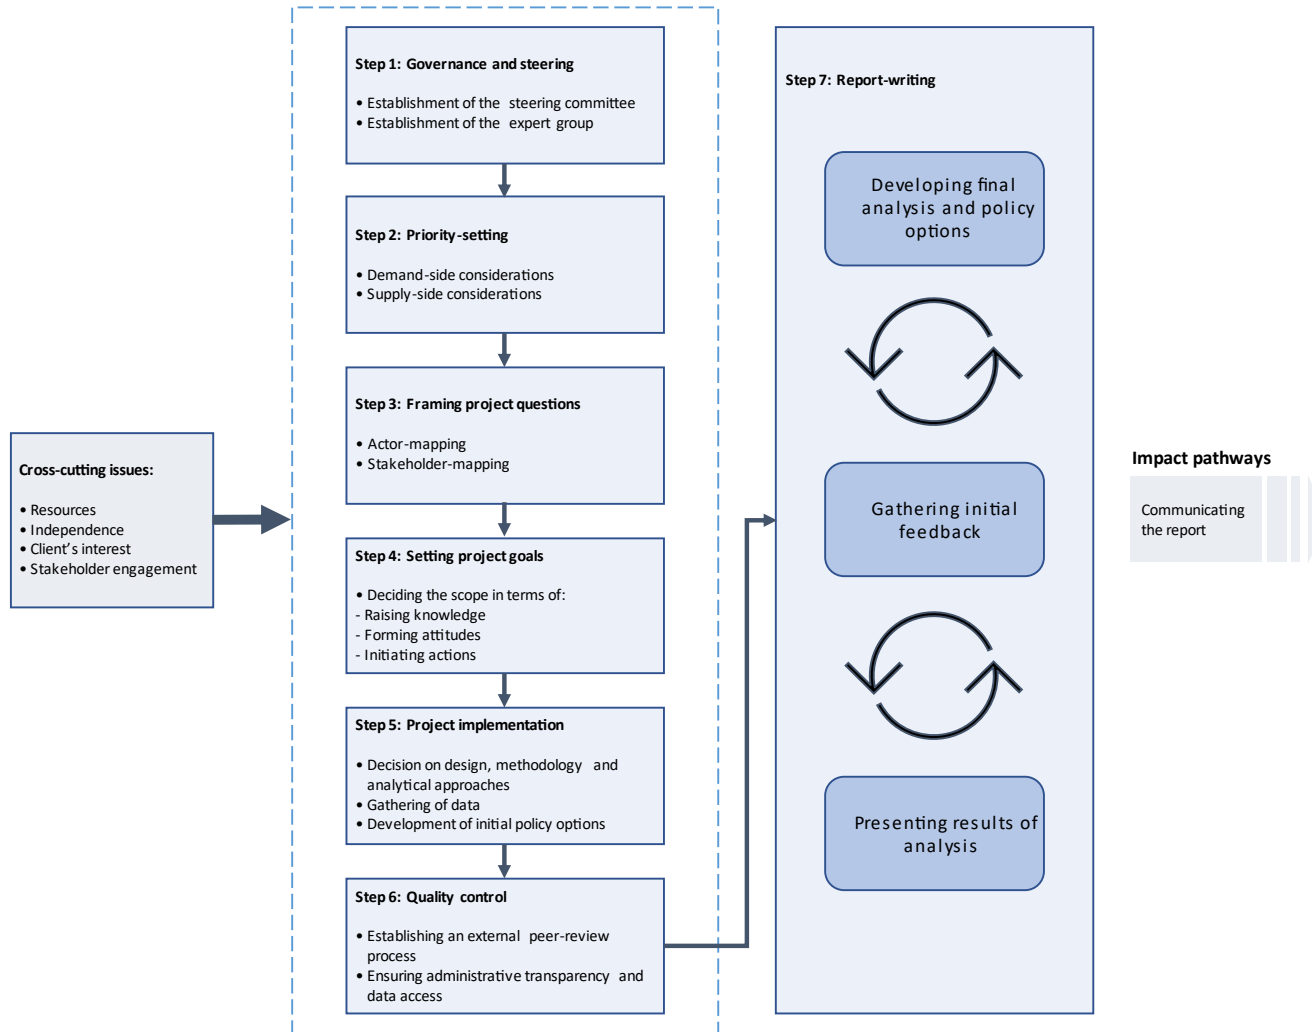 Cross-cutting issues:
• Resources
• Independence
• Client's interest
• Stakeholder engagement
Step 1: Governance and steering
• Establishment of the steering committee
• Establishment of the expert group
Step 2: Priority-setting
• Demand-side considerations
• Supply-side considerations
Step 3: Framing project questions
• Actor-mapping
• Stakeholder-mapping
Step 4: Setting project goals
• Deciding the scope in terms of:
- Raising knowledge
- Forming attitudes
- Initiating actions
Step 5: Project implementation
• Decision on design, methodology and
analytical approaches
• Gathering of data
• Development of initial policy options
Step 6: Quality control
• Establishing an external peer-review
process
• Ensuring administrative transparency and
data access
Step 7: Report-writing
Developing final
analysis and policy
options
Gathering initial
feedback
Presenting results of
analysis
Impact pathways
Communicating
the report